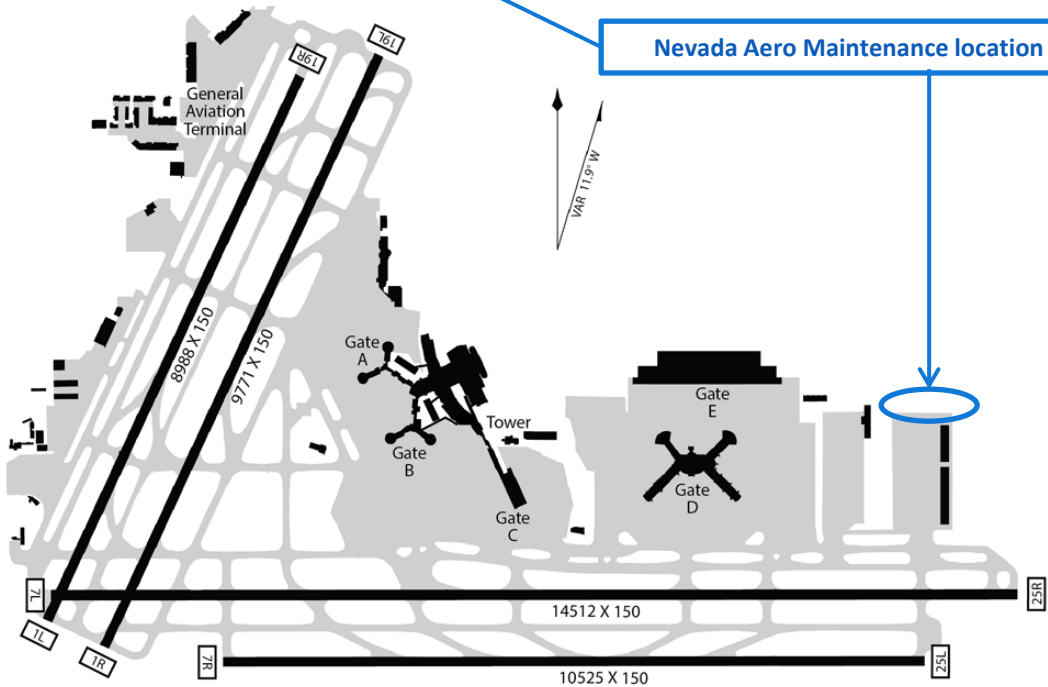 Nevada Aero Maintenance location
19R
19L
General
Aviation
Terminal
VAR 11.9° W
8988 X 150
9771 X 150
Gate
A
Gate
B
Tower
Gate
C
Gate
E
Gate
D
7L
1L
1R
14512 X 150
25R
7R
10525 X 150
25L